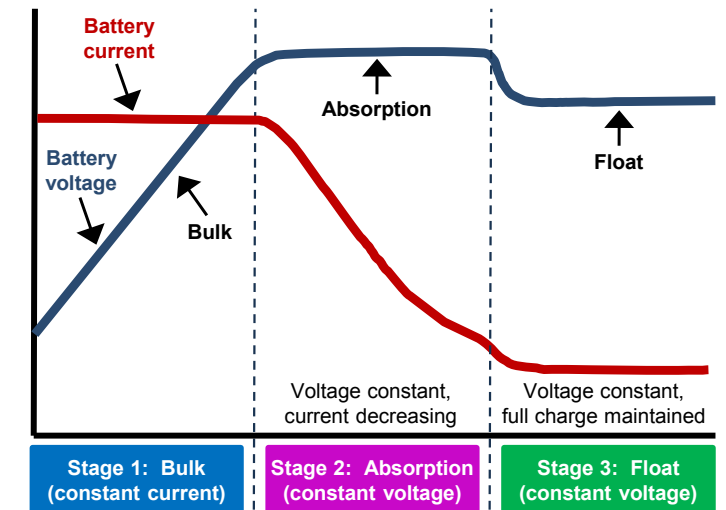 Battery
current
Absorption
Battery
voltage
Float
Bulk
Voltage constant,
current decreasing
Voltage constant,
full charge maintained
Stage 1:  Bulk
(constant current)
Stage 2:  Absorption
(constant voltage)
Stage 3:  Float
(constant voltage)